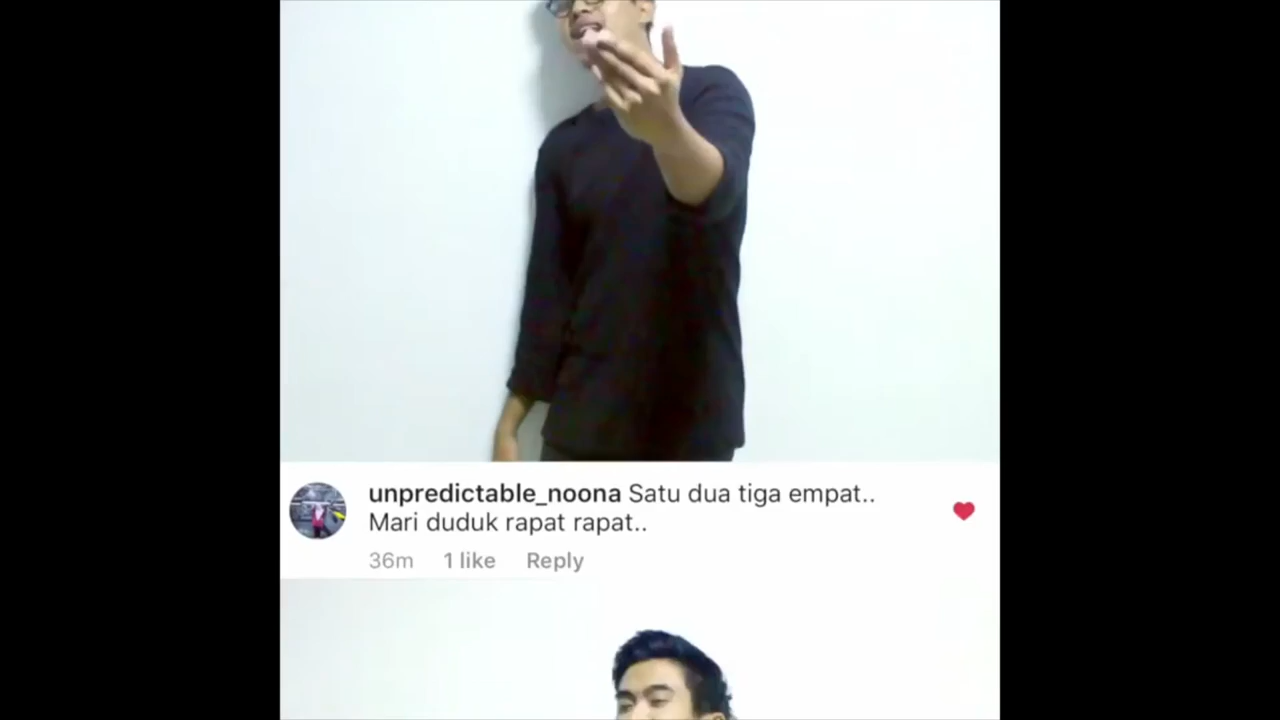 unpredictable_noona Satu dua tiga empat..
Mari duduk rapat rapat..
36m 1 like Reply